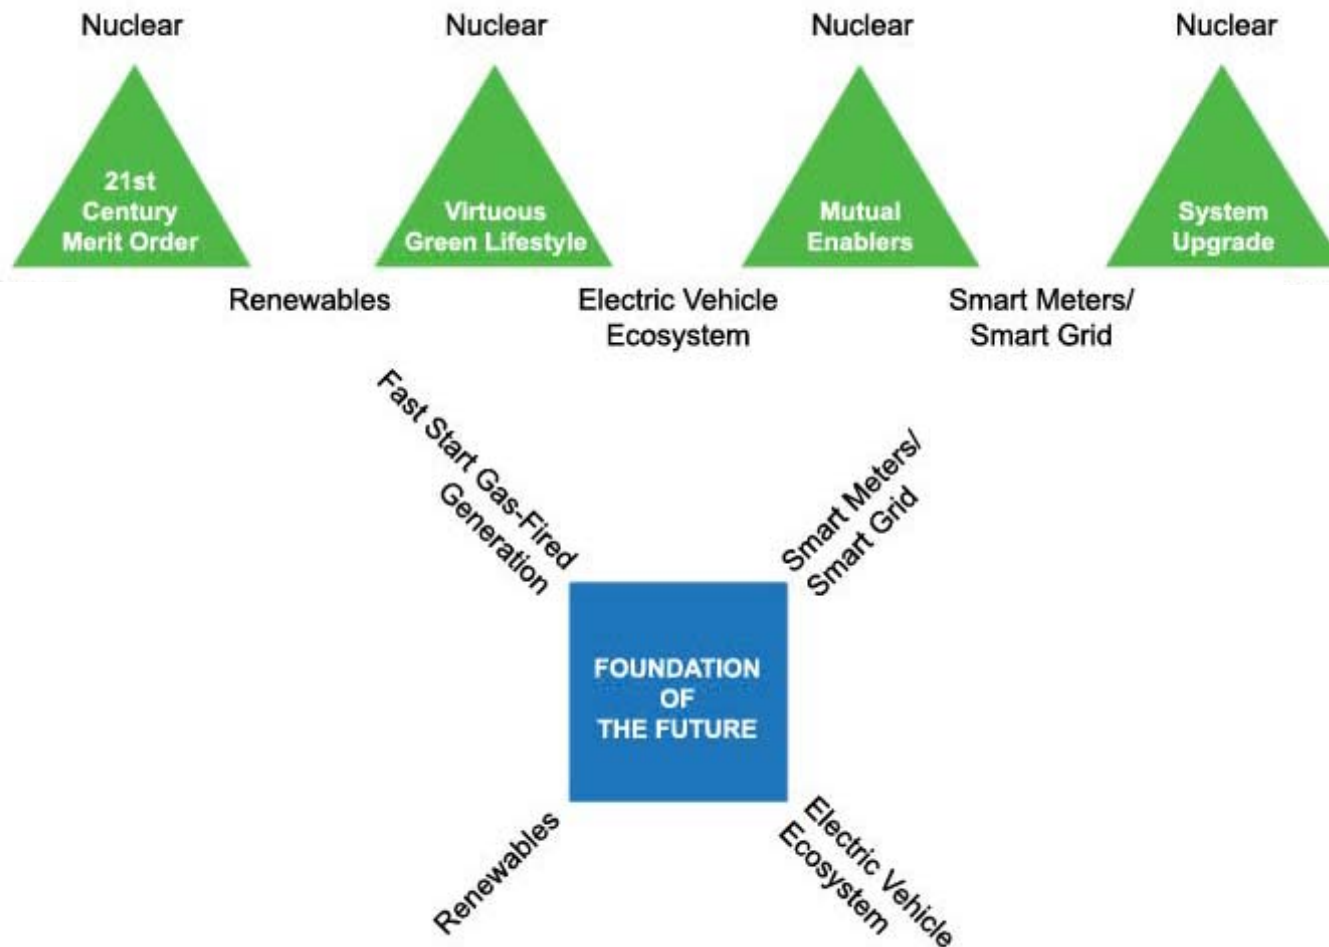 Nuclear
Nuclear
Nuclear
Nuclear
21st
Century
Merit Order
Virtuous
Green Lifestyle
Mutual
Enablers
System
Upgrade
Renewables
Electric Vehicle
Ecosystem
Smart Meters/
Smart Grid
Fast Start Gas-Fired
Generation
Smart Meters/
Smart Grid
FOUNDATION
OF
THE FUTURE
Renewables
Electric Vehicle
Ecosystem